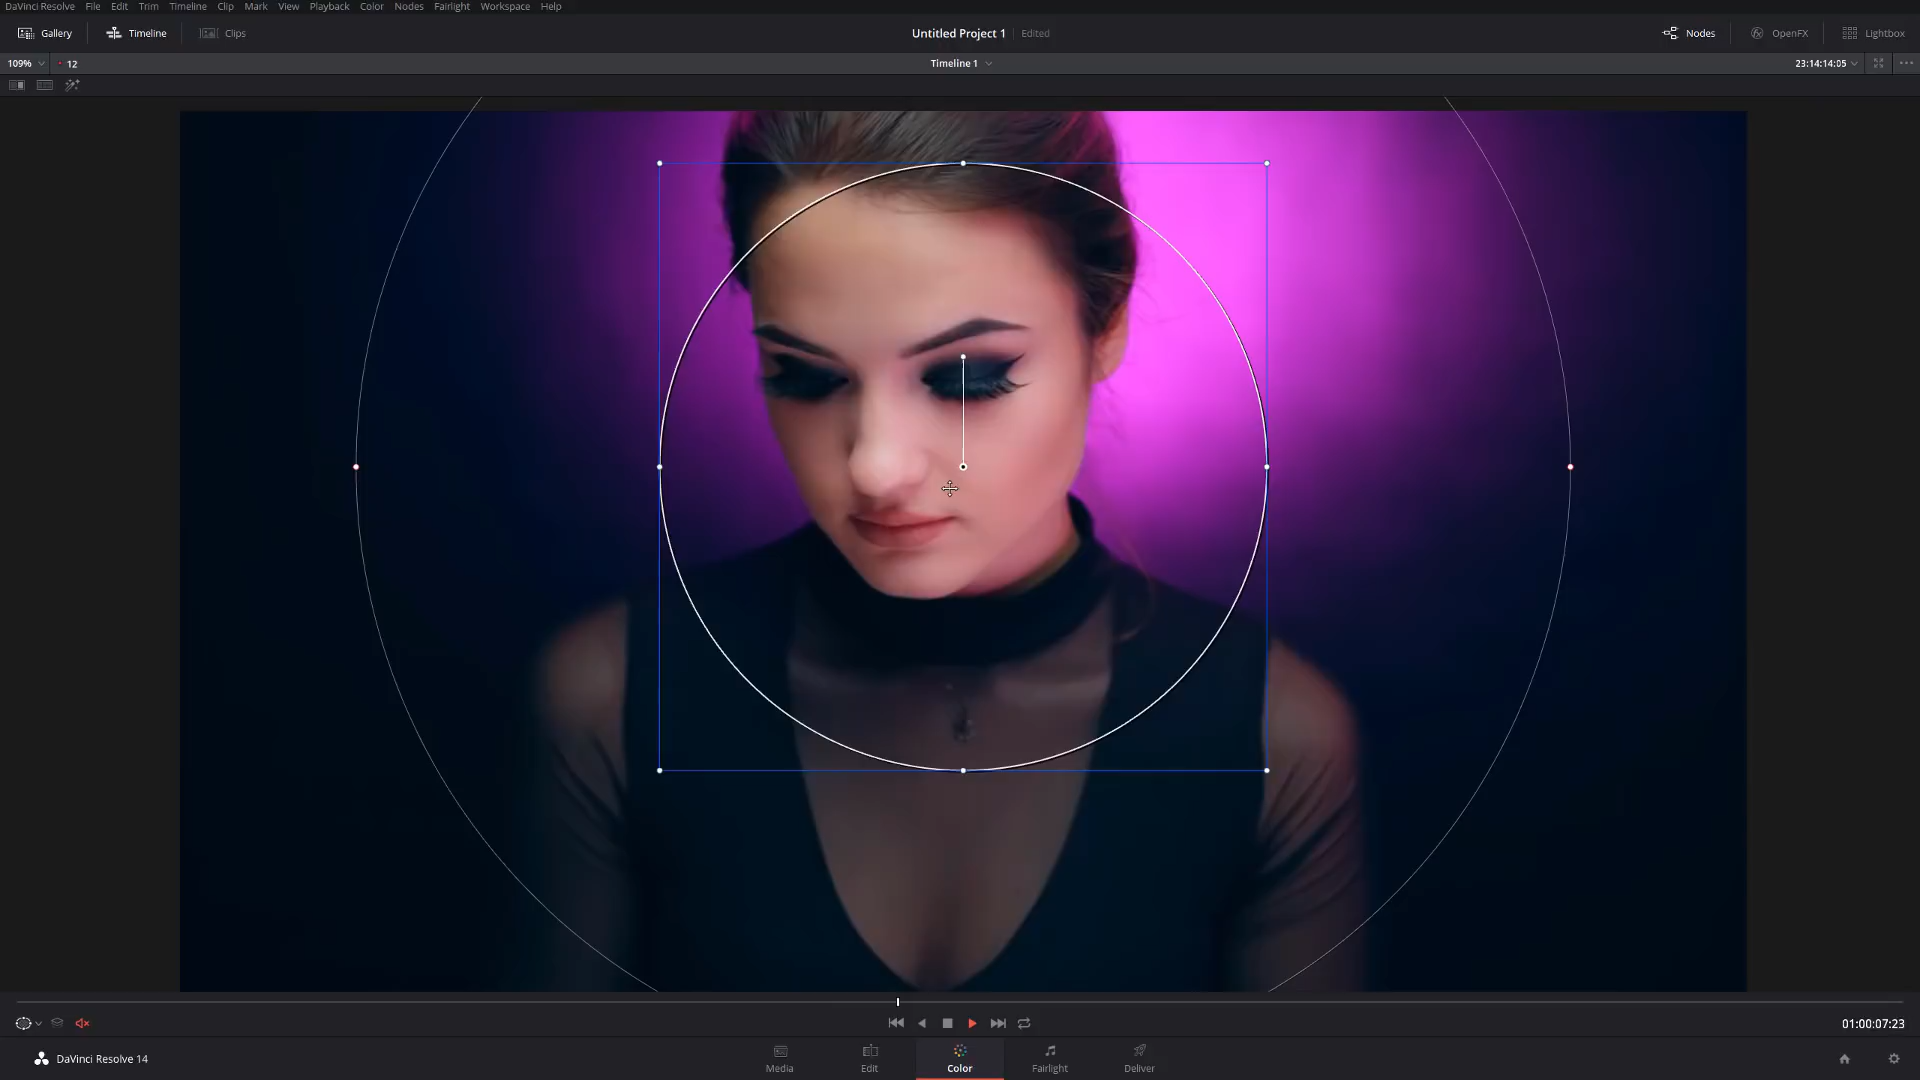 DaVinci Resolve File Edit Trim Timeline Clip Mark View Playback Color Nodes Fairlight Workspace Help
Gallery Timeline Clips Untitled Project 1 Edited Nodes OpenFX Lightbox
109% 12 Timeline 1 23:14:14:05
01:00:07:23
DaVinci Resolve 14 Media Edit Color Fairlight Deliver